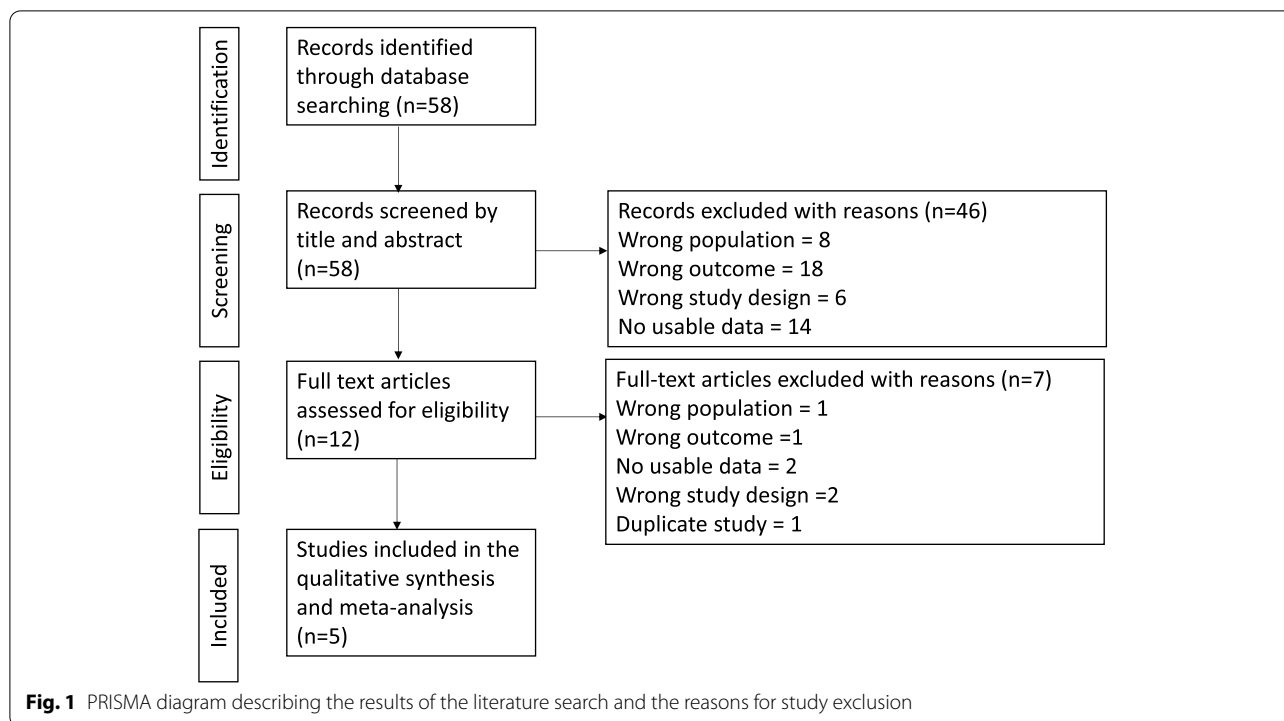 Identification
Records identified
through database
searching (n=58)
Screening
Records screened by
title and abstract
(n=58)
Records excluded with reasons (n=46)
Wrong population = 8
Wrong outcome = 18
Wrong study design = 6
No usable data = 14
Eligibility
Full text articles
assessed for eligibility
(n=12)
Full-text articles excluded with reasons (n=7)
Wrong population = 1
Wrong outcome =1
No usable data = 2
Wrong study design =2
Duplicate study = 1
Included
Studies included in the
qualitative synthesis
and meta-analysis
(n=5)
Fig. 1 PRISMA diagram describing the results of the literature search and the reasons for study exclusion